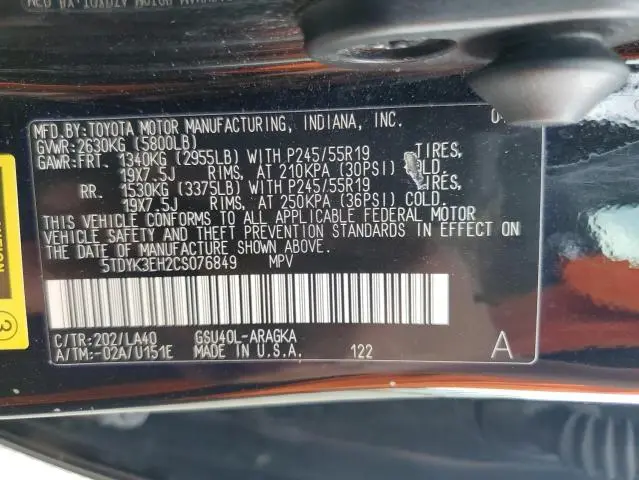 MFD.BY:TOYOTA MOTOR MANUFACTURING, INDIANA, INC.
GVWR:2630KG (5800LB)
GAWR:FRT. 1340KG (2955LB) WITH P245/55R19 TIRES,
19X7.5J RIMS, AT 210KPA (30PSI) COLD.
RR. 1530KG (3375LB) WITH P245/55R19 TIRES,
19X7.5J RIMS, AT 250KPA (36PSI) COLD.
THIS VEHICLE CONFORMS TO ALL APPLICABLE FEDERAL MOTOR
VEHICLE SAFETY AND THEFT PREVENTION STANDARDS IN EFFECT
ON THE DATE OF MANUFACTURE SHOWN ABOVE.
5TDYK3EH2CS076849 MPV
C/TR:202/LA40 GSU40L-ARAGKA
A/TM:-02A/U151E MADE IN U.S.A. 122 A
3